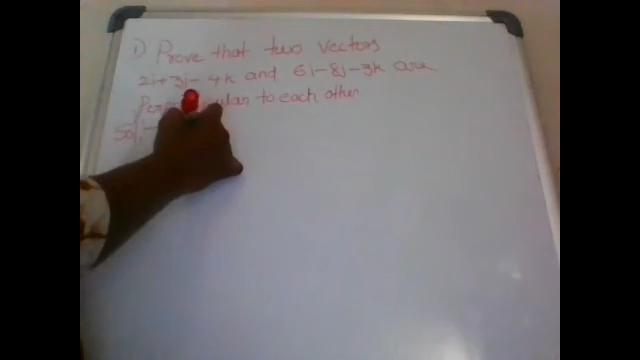 1) Prove that two vectors
2i+3j-4k and 6i-8j-3k are
to each other
Sol:-